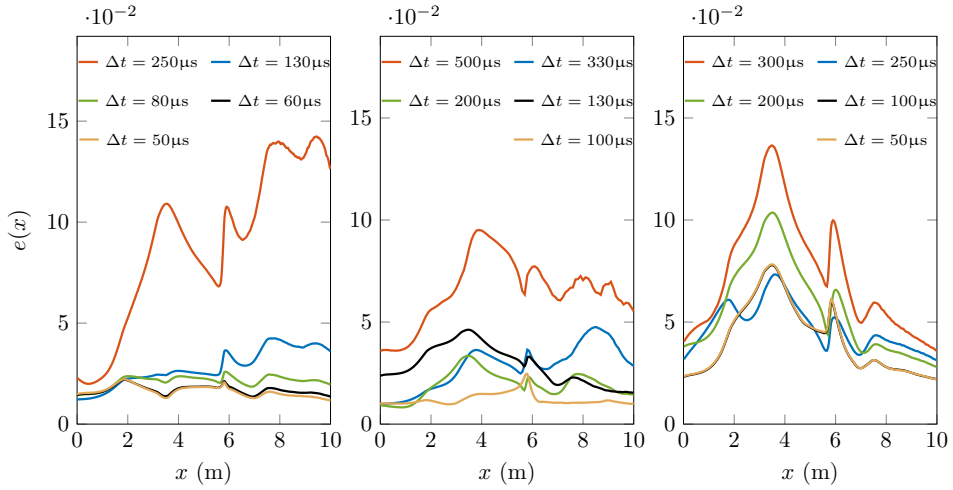 ·10−2 ·10−2 ·10−2
Δt = 250µs Δt = 130µs
Δt = 80µs Δt = 60µs
Δt = 50µs
Δt = 500µs Δt = 330µs
Δt = 200µs Δt = 130µs
Δt = 100µs
Δt = 300µs Δt = 250µs
Δt = 200µs Δt = 100µs
Δt = 50µs
e(x)
15
10
5
0
0 2 4 6 8 10
x (m)
15
10
5
0
0 2 4 6 8 10
x (m)
15
10
5
0
0 2 4 6 8 10
x (m)